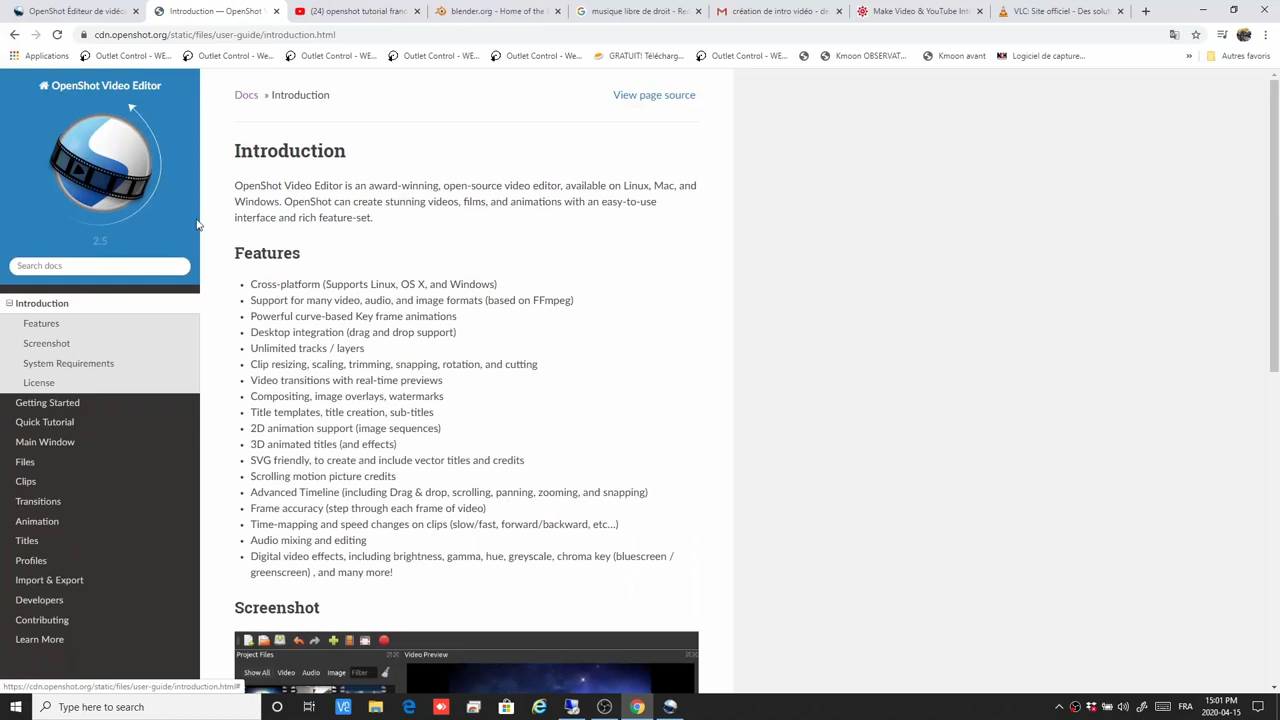 OpenShot Éditeur de vidéo
Introduction — OpenShot V
(24) openshot tutorial franc
blender.org - Home of the
musique libre de droit - Re
création de intro vidéo - de
Make Video & YouTube Int
VLC: Site officiel - Des solu
cdn.openshot.org/static/files/user-guide/introduction.html
Applications
Outlet Control - WE...
Outlet Control - We...
Outlet Control - WE...
Outlet Control - WE...
Outlet Control - WE...
GRATUIT! Télécharg...
Outlet Control - WE...
Kmoon OBSERVAT...
Kmoon avant
Logiciel de capture...
»
Autres favoris
OpenShot Video Editor
2.5
Search docs
Introduction
Features
Screenshot
System Requirements
License
Getting Started
Quick Tutorial
Main Window
Files
Clips
Transitions
Animation
Titles
Profiles
Import & Export
Developers
Contributing
Learn More
Docs » Introduction
View page source
Introduction
OpenShot Video Editor is an award-winning, open-source video editor, available on Linux, Mac, and
Windows. OpenShot can create stunning videos, films, and animations with an easy-to-use
interface and rich feature-set.
Features
• Cross-platform (Supports Linux, OS X, and Windows)
• Support for many video, audio, and image formats (based on FFmpeg)
• Powerful curve-based Key frame animations
• Desktop integration (drag and drop support)
• Unlimited tracks / layers
• Clip resizing, scaling, trimming, snapping, rotation, and cutting
• Video transitions with real-time previews
• Compositing, image overlays, watermarks
• Title templates, title creation, sub-titles
• 2D animation support (image sequences)
• 3D animated titles (and effects)
• SVG friendly, to create and include vector titles and credits
• Scrolling motion picture credits
• Advanced Timeline (including Drag & drop, scrolling, panning, zooming, and snapping)
• Frame accuracy (step through each frame of video)
• Time-mapping and speed changes on clips (slow/fast, forward/backward, etc...)
• Audio mixing and editing
• Digital video effects, including brightness, gamma, hue, greyscale, chroma key (bluescreen /
greenscreen) , and many more!
Screenshot
Project Files
Video Preview
Show All
Video
Audio
Image
Filter
https://cdn.openshot.org/static/files/user-guide/introduction.html#
Type here to search
FRA
15:01
2020-04-15